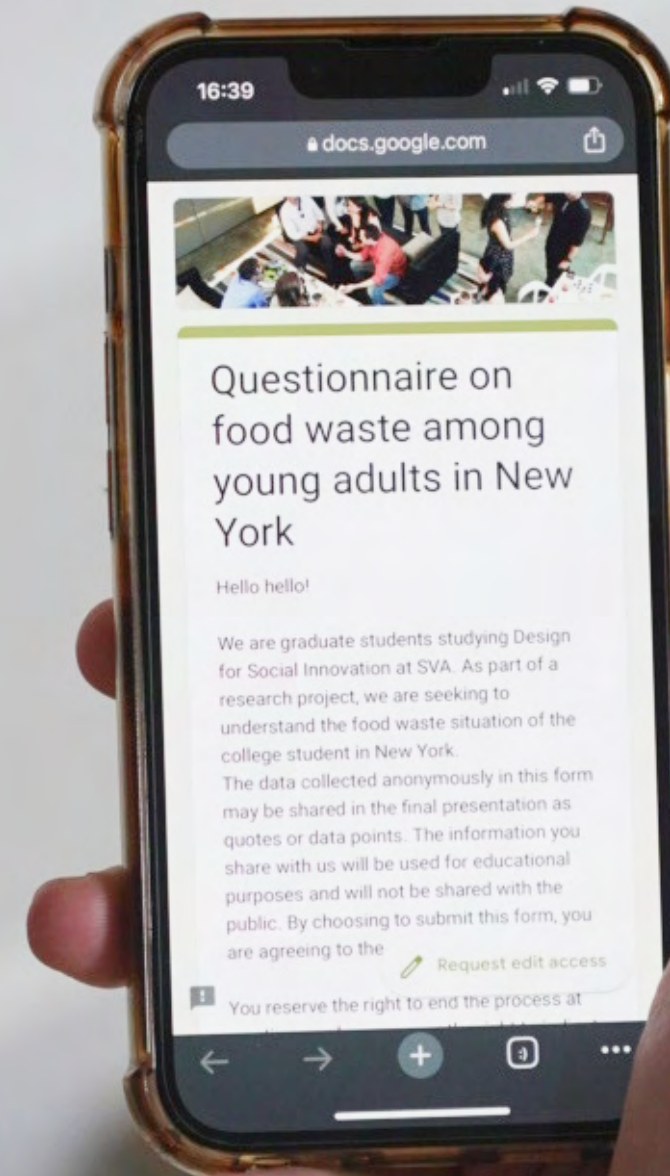 16:39
docs.google.com
Questionnaire on
food waste among
young adults in New
York
Hello hello!
We are graduate students studying Design
for Social Innovation at SVA. As part of a
research project, we are seeking to
understand the food waste situation of the
college student in New York.
The data collected anonymously in this form
may be shared in the final presentation as
quotes or data points. The information you
share with us will be used for educational
purposes and will not be shared with the
public. By choosing to submit this form, you
are agreeing to the
Request edit access
You reserve the right to end the process at
:)